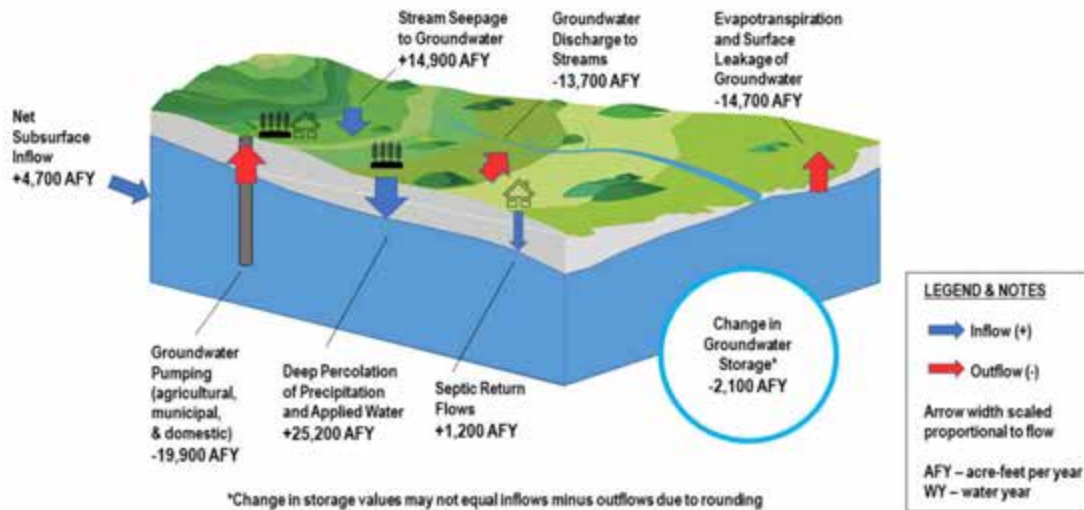 Stream Seepage
to Groundwater
+14,900 AFY
Groundwater
Discharge to
Streams
-13,700 AFY
Evapotranspiration
and Surface
Leakage of
Groundwater
-14,700 AFY
Net
Subsurface
Inflow
+4,700 AFY
Groundwater
Pumping
(agricultural,
municipal,
& domestic)
-19,900 AFY
Deep Percolation
of Precipitation
and Applied Water
+25,200 AFY
Septic Return
Flows
+1,200 AFY
Change in
Groundwater
Storage*
-2,100 AFY
LEGEND & NOTES
Inflow (+)
Outflow (-)
Arrow width scaled
proportional to flow
AFY – acre-feet per year
WY – water year
*Change in storage values may not equal inflows minus outflows due to rounding